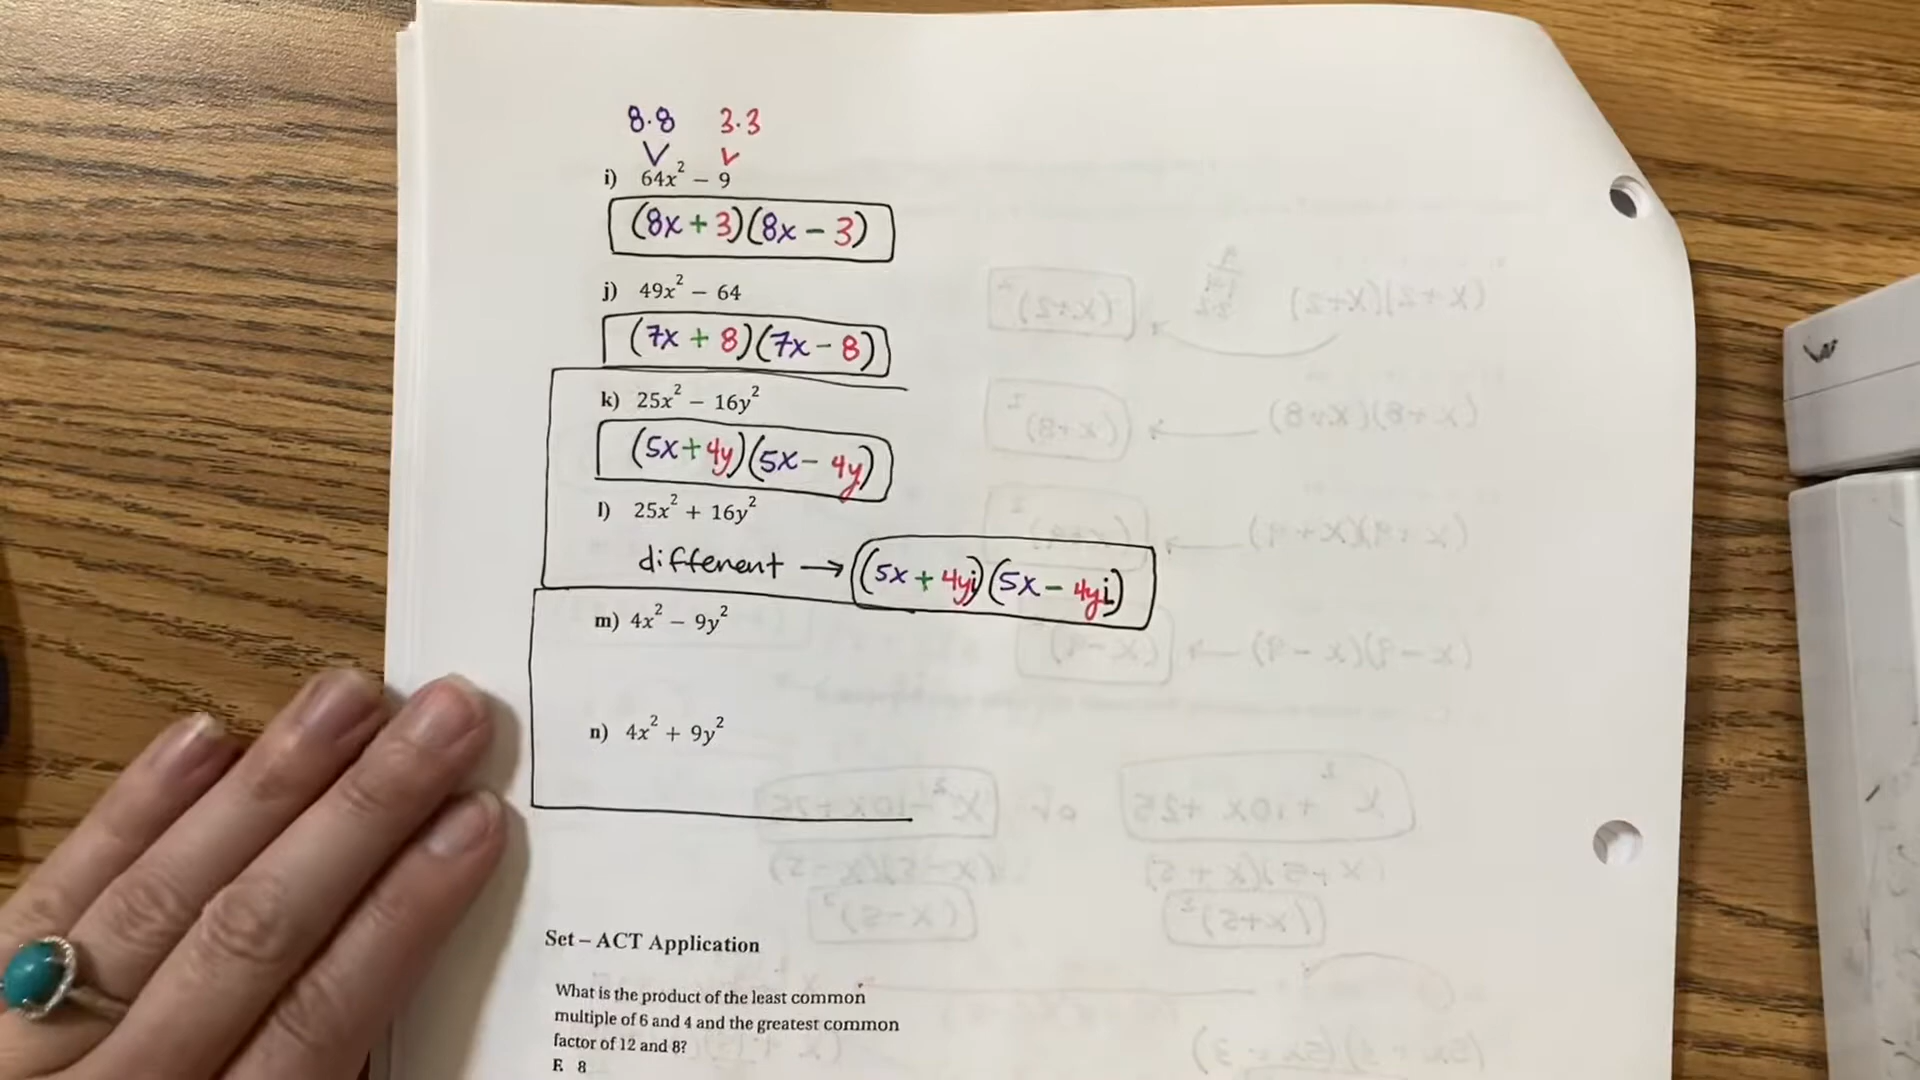 8·8 3·3
i) 64x² − 9
(8x + 3)(8x − 3)
j) 49x² − 64
(7x + 8)(7x − 8)
k) 25x² − 16y²
(5x + 4y)(5x − 4y)
l) 25x² + 16y²
different → (5x + 4yi)(5x − 4yi)
m) 4x² − 9y²
n) 4x² + 9y²
Set – ACT Application
What is the product of the least common
multiple of 6 and 4 and the greatest common
factor of 12 and 8?
F. 8